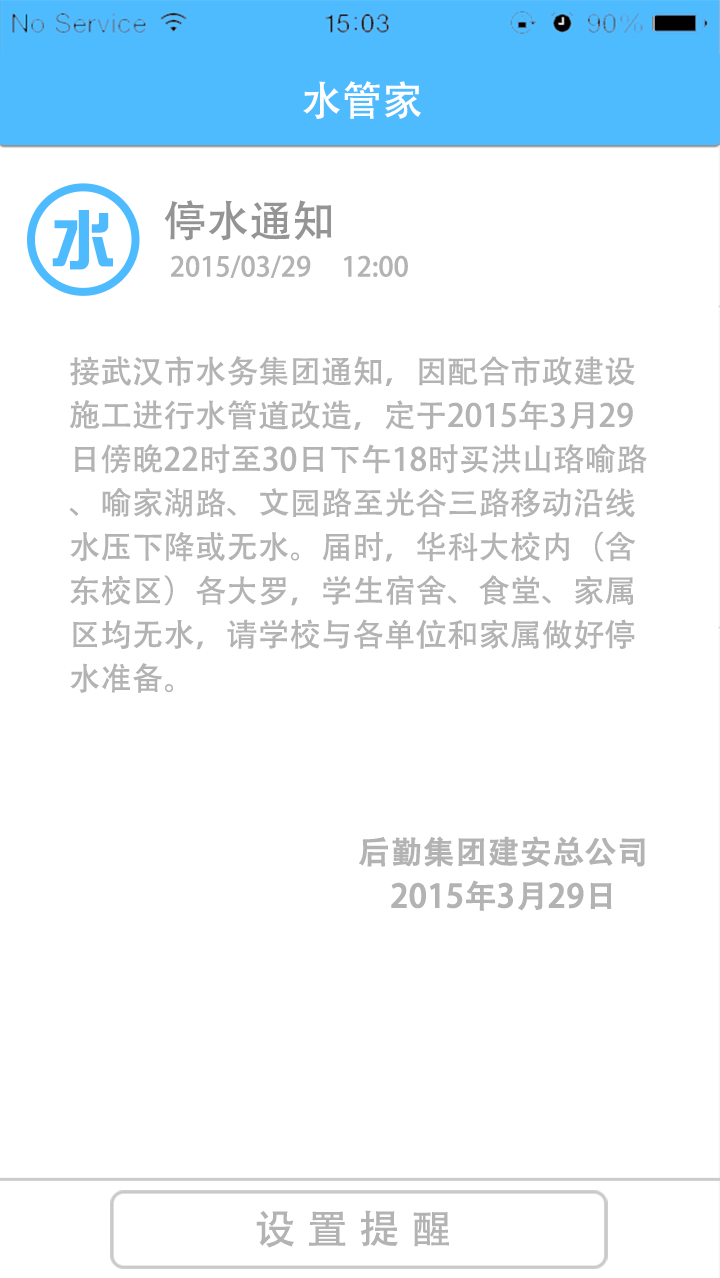 No Service 15:03 90%
水管家
水
停水通知
2015/03/29 12:00
接武汉市水务集团通知，因配合市政建设
施工进行水管道改造，定于2015年3月29
日傍晚22时至30日下午18时买洪山珞喻路
、喻家湖路、文园路至光谷三路移动沿线
水压下降或无水。届时，华科大校内（含
东校区）各大罗，学生宿舍、食堂、家属
区均无水，请学校与各单位和家属做好停
水准备。
后勤集团建安总公司
2015年3月29日
设置提醒